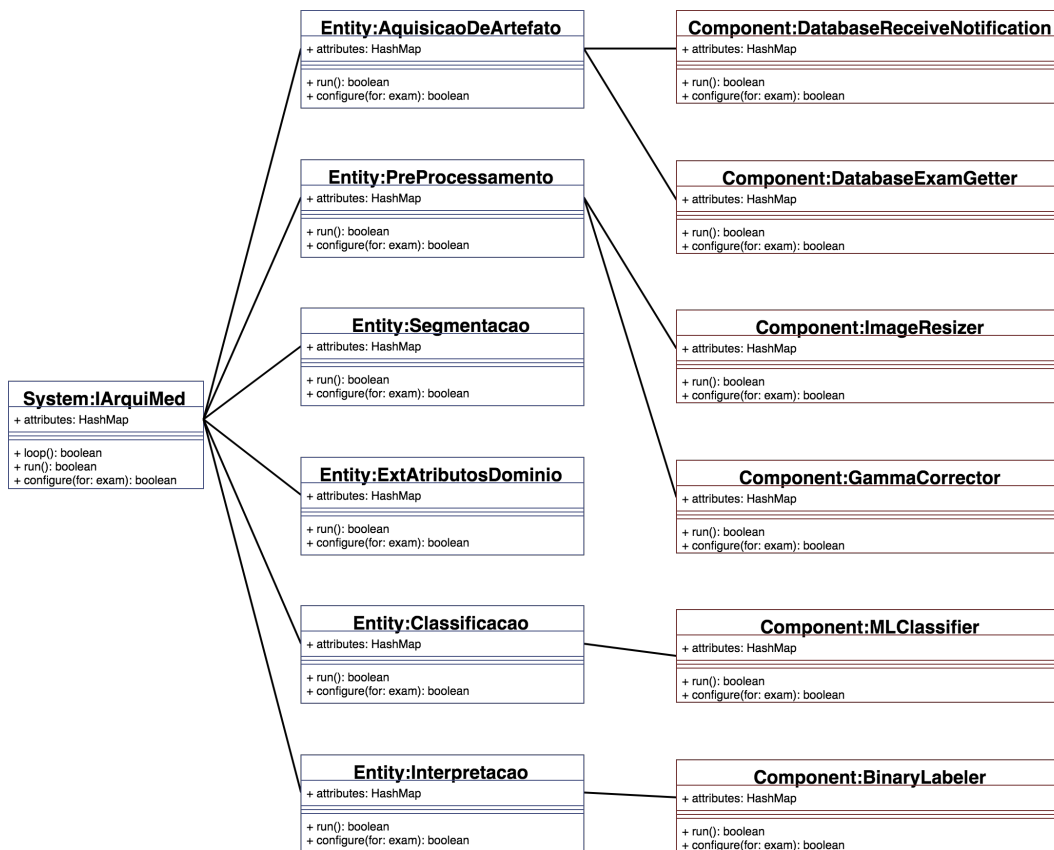 System:IArquiMed
+ attributes: HashMap
+ loop(): boolean
+ run(): boolean
+ configure(for: exam): boolean
Entity:AquisicaoDeArtefato
+ attributes: HashMap
+ run(): boolean
+ configure(for: exam): boolean
Entity:PreProcessamento
+ attributes: HashMap
+ run(): boolean
+ configure(for: exam): boolean
Entity:Segmentacao
+ attributes: HashMap
+ run(): boolean
+ configure(for: exam): boolean
Entity:ExtAtributosDominio
+ attributes: HashMap
+ run(): boolean
+ configure(for: exam): boolean
Entity:Classificacao
+ attributes: HashMap
+ run(): boolean
+ configure(for: exam): boolean
Entity:Interpretacao
+ attributes: HashMap
+ run(): boolean
+ configure(for: exam): boolean
Component:DatabaseReceiveNotification
+ attributes: HashMap
+ run(): boolean
+ configure(for: exam): boolean
Component:DatabaseExamGetter
+ attributes: HashMap
+ run(): boolean
+ configure(for: exam): boolean
Component:ImageResizer
+ attributes: HashMap
+ run(): boolean
+ configure(for: exam): boolean
Component:GammaCorrector
+ attributes: HashMap
+ run(): boolean
+ configure(for: exam): boolean
Component:MLClassifier
+ attributes: HashMap
+ run(): boolean
+ configure(for: exam): boolean
Component:BinaryLabeler
+ attributes: HashMap
+ run(): boolean
+ configure(for: exam): boolean